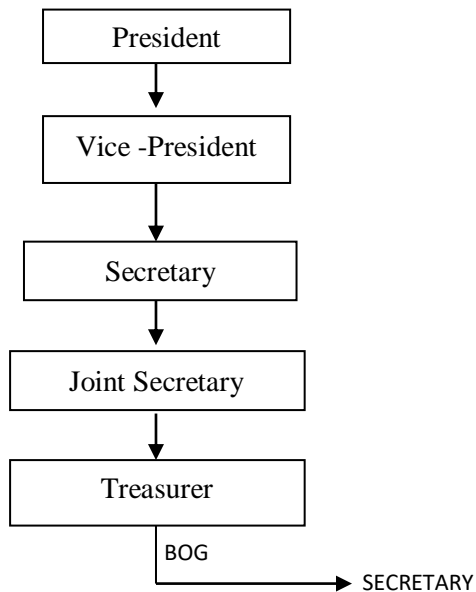 President
Vice -President
Secretary
Joint Secretary
Treasurer
BOG
SECRETARY